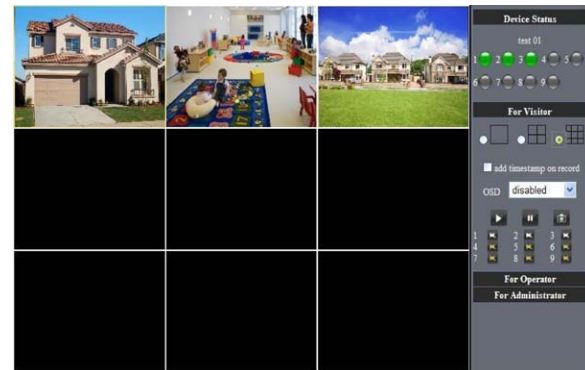 Device Status
test 01
1 2 3 4 5
6 7 8 9
For Visitor
add timestamp on record
OSD disabled
1 2 3
4 5 6
7 8 9
For Operator
For Administrator